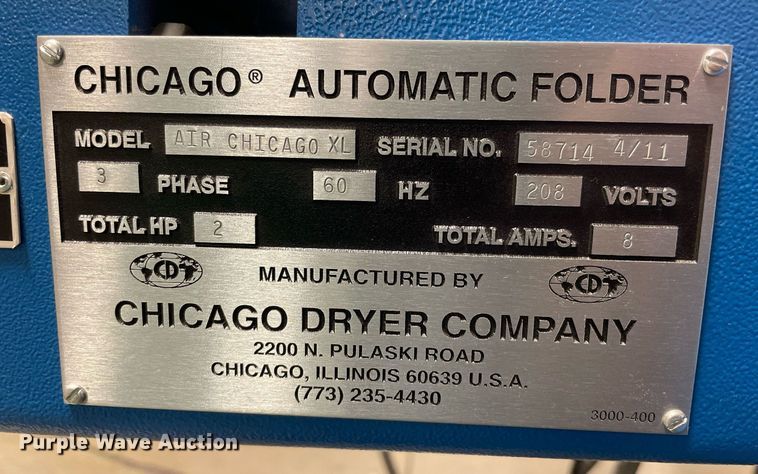 CHICAGO® AUTOMATIC FOLDER
MODEL AIR CHICAGO XL SERIAL NO. 58714 4/11
3 PHASE 60 HZ 208 VOLTS
TOTAL HP 2 TOTAL AMPS. 8
CD MANUFACTURED BY CD
CHICAGO DRYER COMPANY
2200 N. PULASKI ROAD
CHICAGO, ILLINOIS 60639 U.S.A.
(773) 235-4430
3000-400
Purple Wave Auction